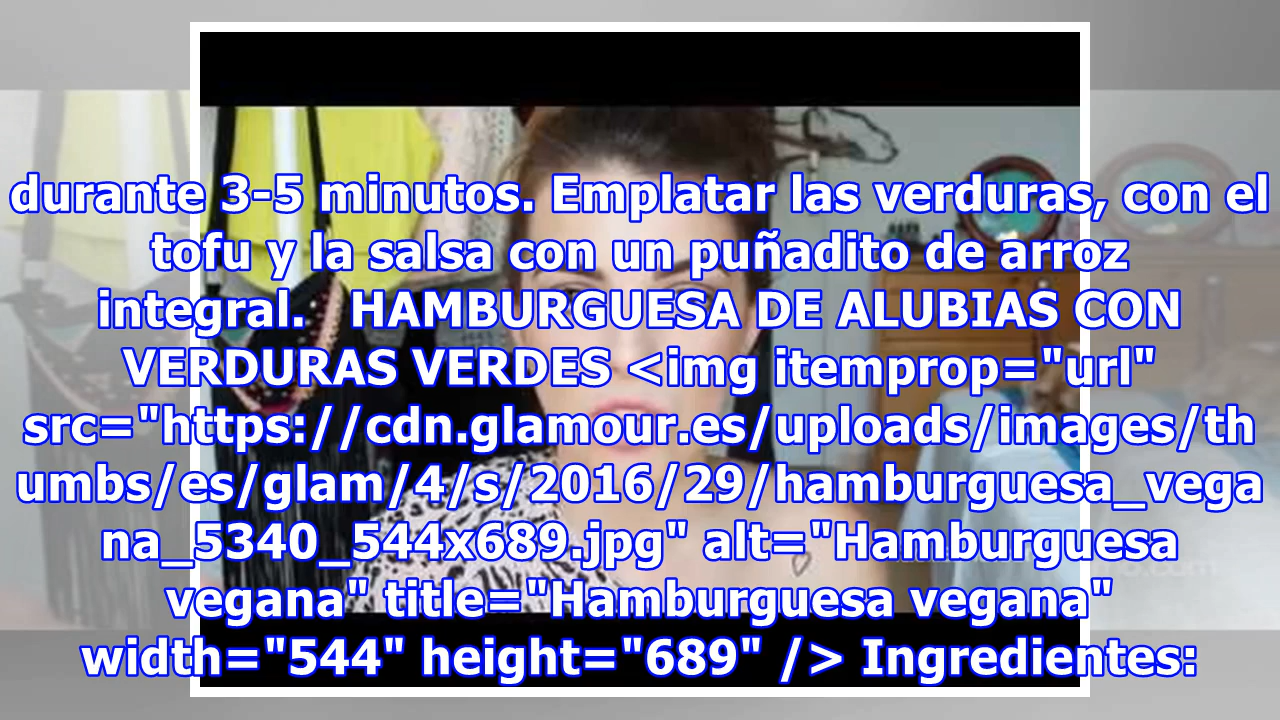 durante 3-5 minutos. Emplatar las verduras, con el
tofu y la salsa con un puñadito de arroz
integral.   HAMBURGUESA DE ALUBIAS CON
VERDURAS VERDES <img itemprop="url"
src="https://cdn.glamour.es/uploads/images/th
umbs/es/glam/4/s/2016/29/hamburguesa_vega
na_5340_544x689.jpg" alt="Hamburguesa
vegana" title="Hamburguesa vegana"
width="544" height="689" /> Ingredientes: